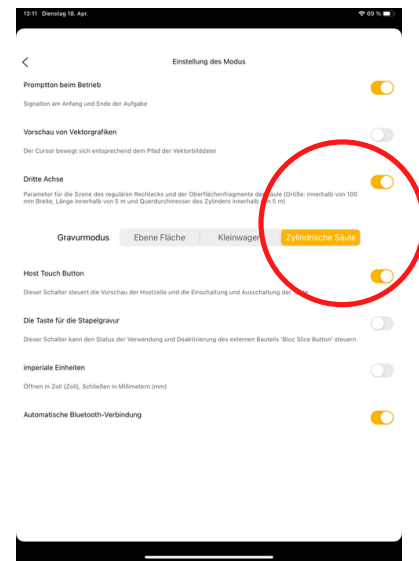 13:11 Dienstag 18. Apr.
69 %
Einstellung des Modus
Promptton beim Betrieb
Signalton am Anfang und Ende der Aufgabe
Vorschau von Vektorgrafiken
Der Cursor bewegt sich entsprechend dem Pfad der Vektorbilddatei
Dritte Achse
Parameter für die Szene des regulären Rechtecks und der Oberflächenfragmente der Säule (Größe: innerhalb von 100
mm Breite, Länge innerhalb von 5 m und Querdurchmesser des Zylinders innerhalb von 5 m)
Gravurmodus
Ebene Fläche
Kleinwagen
Zylindrische Säule
Host Touch Button
Dieser Schalter steuert die Vorschau der Hostzelle und die Einschaltung und Ausschaltung der
Die Taste für die Stapelgravur
Dieser Schalter kann den Status der Verwendung und Deaktivierung des externen Bauteils 'Bloc Slice Button' steuern
imperiale Einheiten
Öffnen in Zoll (Zoll), Schließen in Millimetern (mm)
Automatische Bluetooth-Verbindung